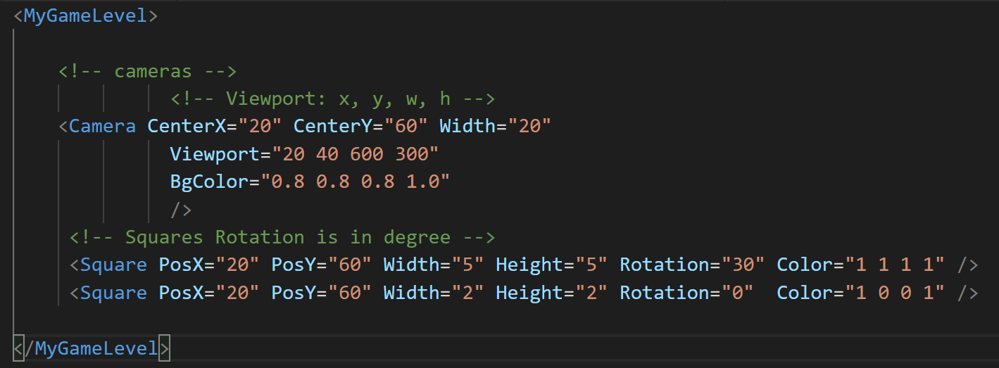 <MyGameLevel>
<!-- cameras -->
<!-- Viewport: x, y, w, h -->
<Camera CenterX="20" CenterY="60" Width="20"
Viewport="20 40 600 300"
BgColor="0.8 0.8 0.8 1.0"
/>
<!-- Squares Rotation is in degree -->
<Square PosX="20" PosY="60" Width="5" Height="5" Rotation="30" Color="1 1 1 1" />
<Square PosX="20" PosY="60" Width="2" Height="2" Rotation="0"  Color="1 0 0 1" />
</MyGameLevel>